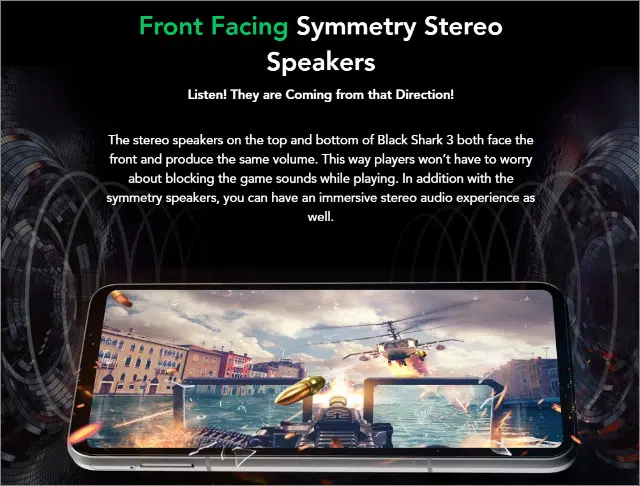 Front Facing Symmetry Stereo
Speakers
Listen! They are Coming from that Direction!
The stereo speakers on the top and bottom of Black Shark 3 both face the
front and produce the same volume. This way players won't have to worry
about blocking the game sounds while playing. In addition with the
symmetry speakers, you can have an immersive stereo audio experience as
well.